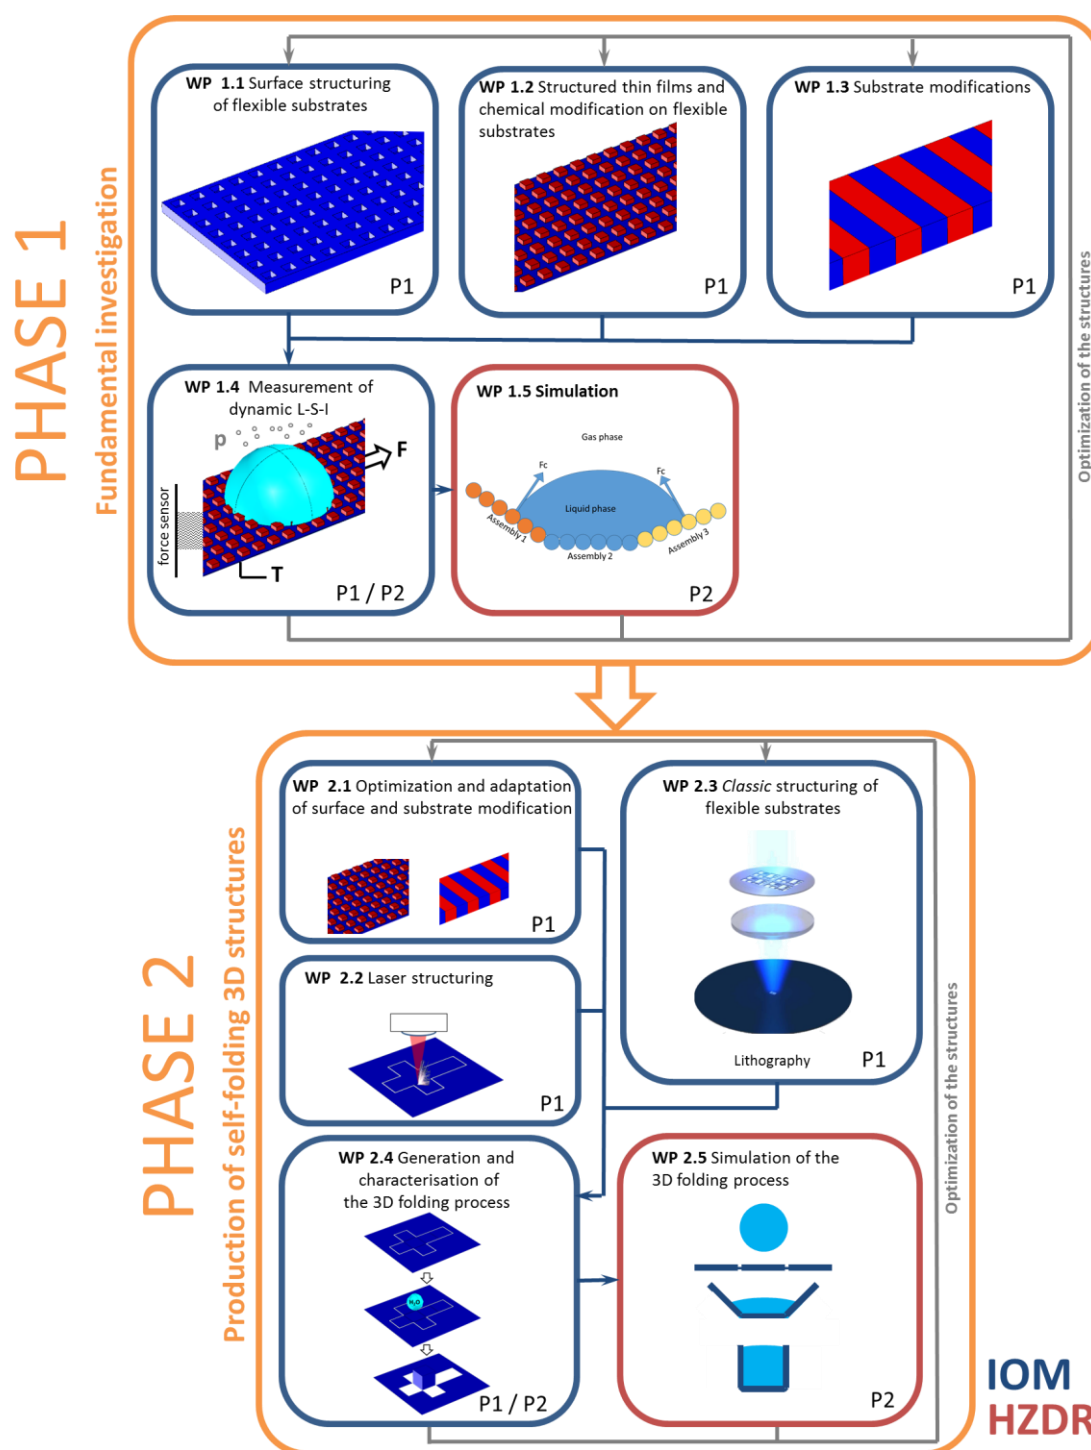 PHASE 1
Fundamental investigation
WP 1.1 Surface structuring
of flexible substrates
P1
WP 1.2 Structured thin films and
chemical modification on flexible
substrates
P1
WP 1.3 Substrate modifications
P1
Optimization of the structures
WP 1.4 Measurement of
dynamic L-S-I
p
F
force sensor
T
P1 / P2
WP 1.5 Simulation
Gas phase
Fc
Fc
Liquid phase
Assembly 1
Assembly 2
Assembly 3
P2
PHASE 2
Production of self-folding 3D structures
WP 2.1 Optimization and adaptation
of surface and substrate modification
P1
WP 2.3 Classic structuring of
flexible substrates
Lithography
P1
WP 2.2 Laser structuring
P1
Optimization of the structures
WP 2.4 Generation and
characterisation of
the 3D folding process
H₂O
P1 / P2
WP 2.5 Simulation of the
3D folding process
P2
IOM
HZDR